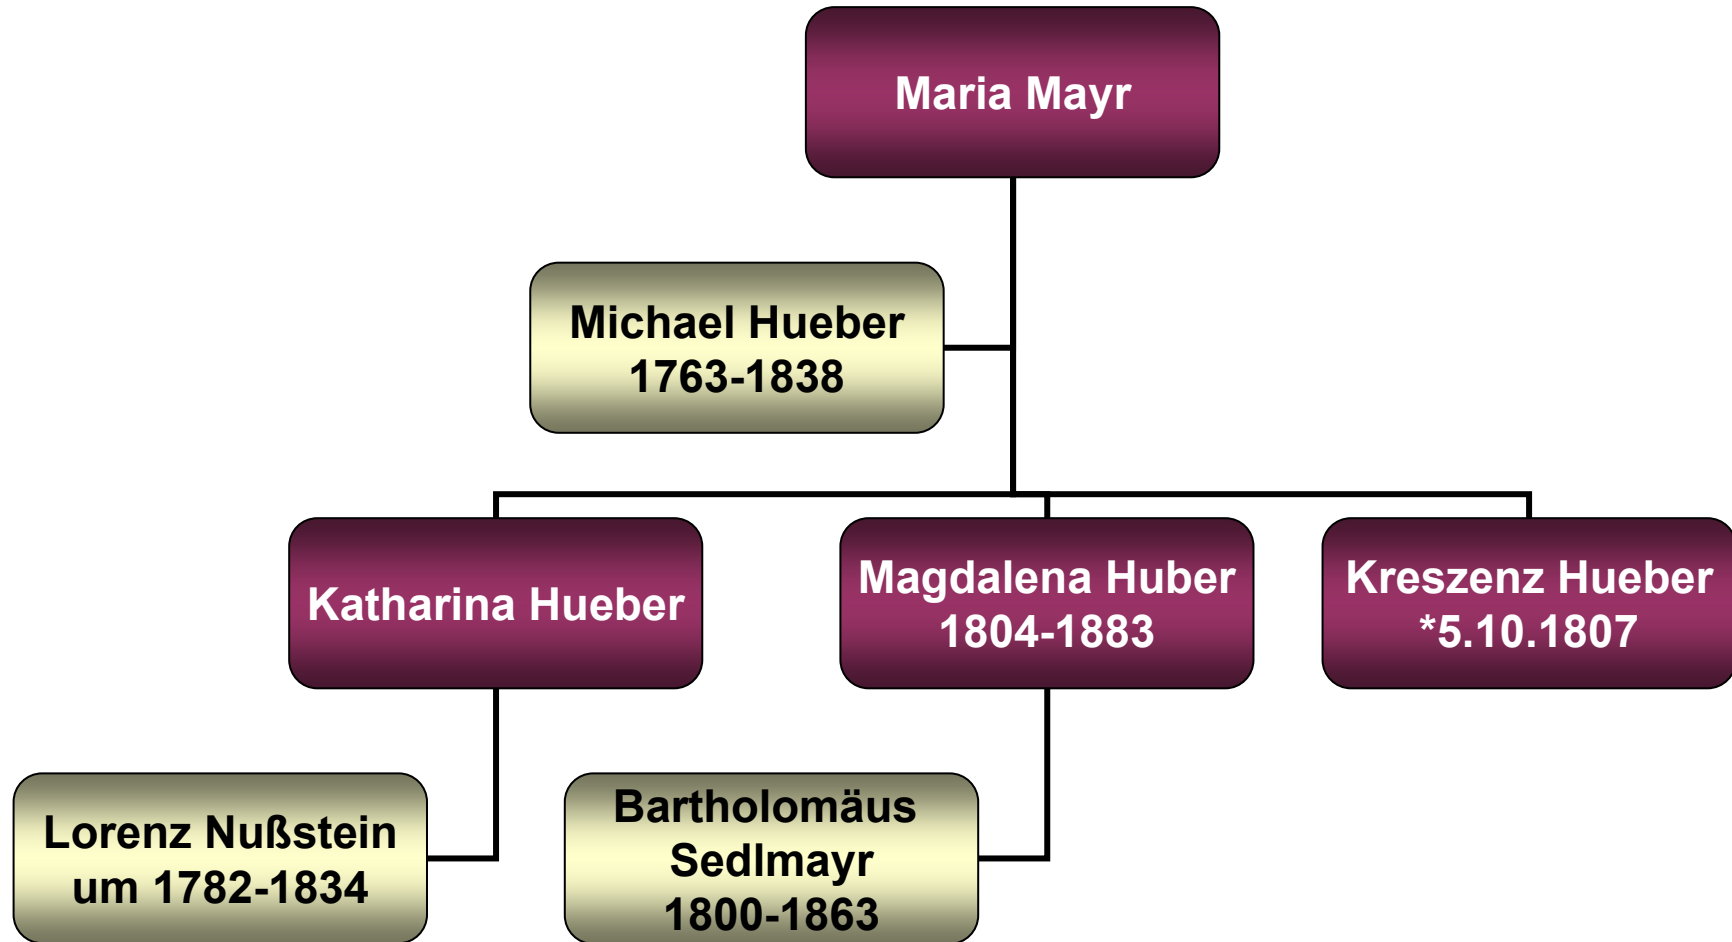 Maria Mayr
Michael Hueber
1763-1838
Katharina Hueber
Magdalena Huber
1804-1883
Kreszenz Hueber
*5.10.1807
Lorenz Nußstein
um 1782-1834
Bartholomäus
Sedlmayr
1800-1863